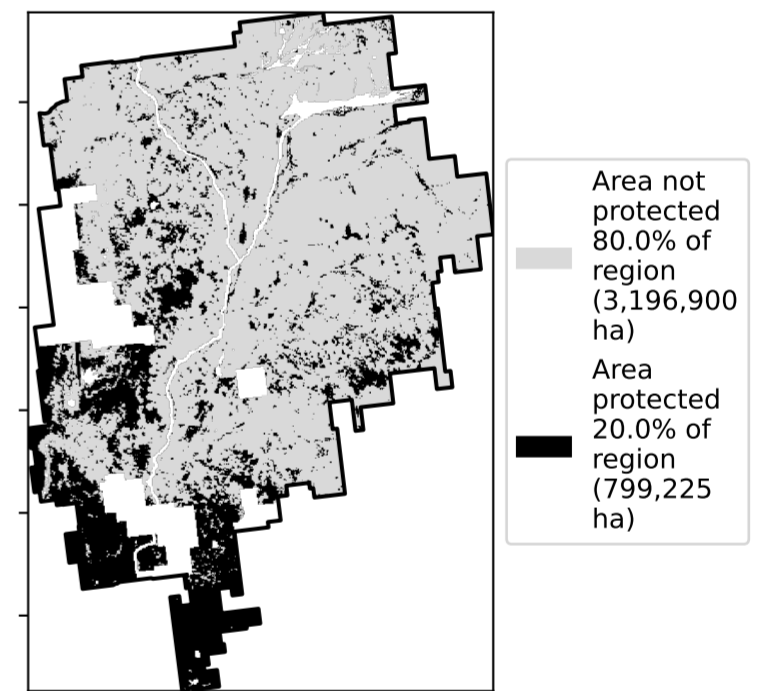 Area not
protected
80.0% of
region
(3,196,900
ha)
Area
protected
20.0% of
region
(799,225
ha)